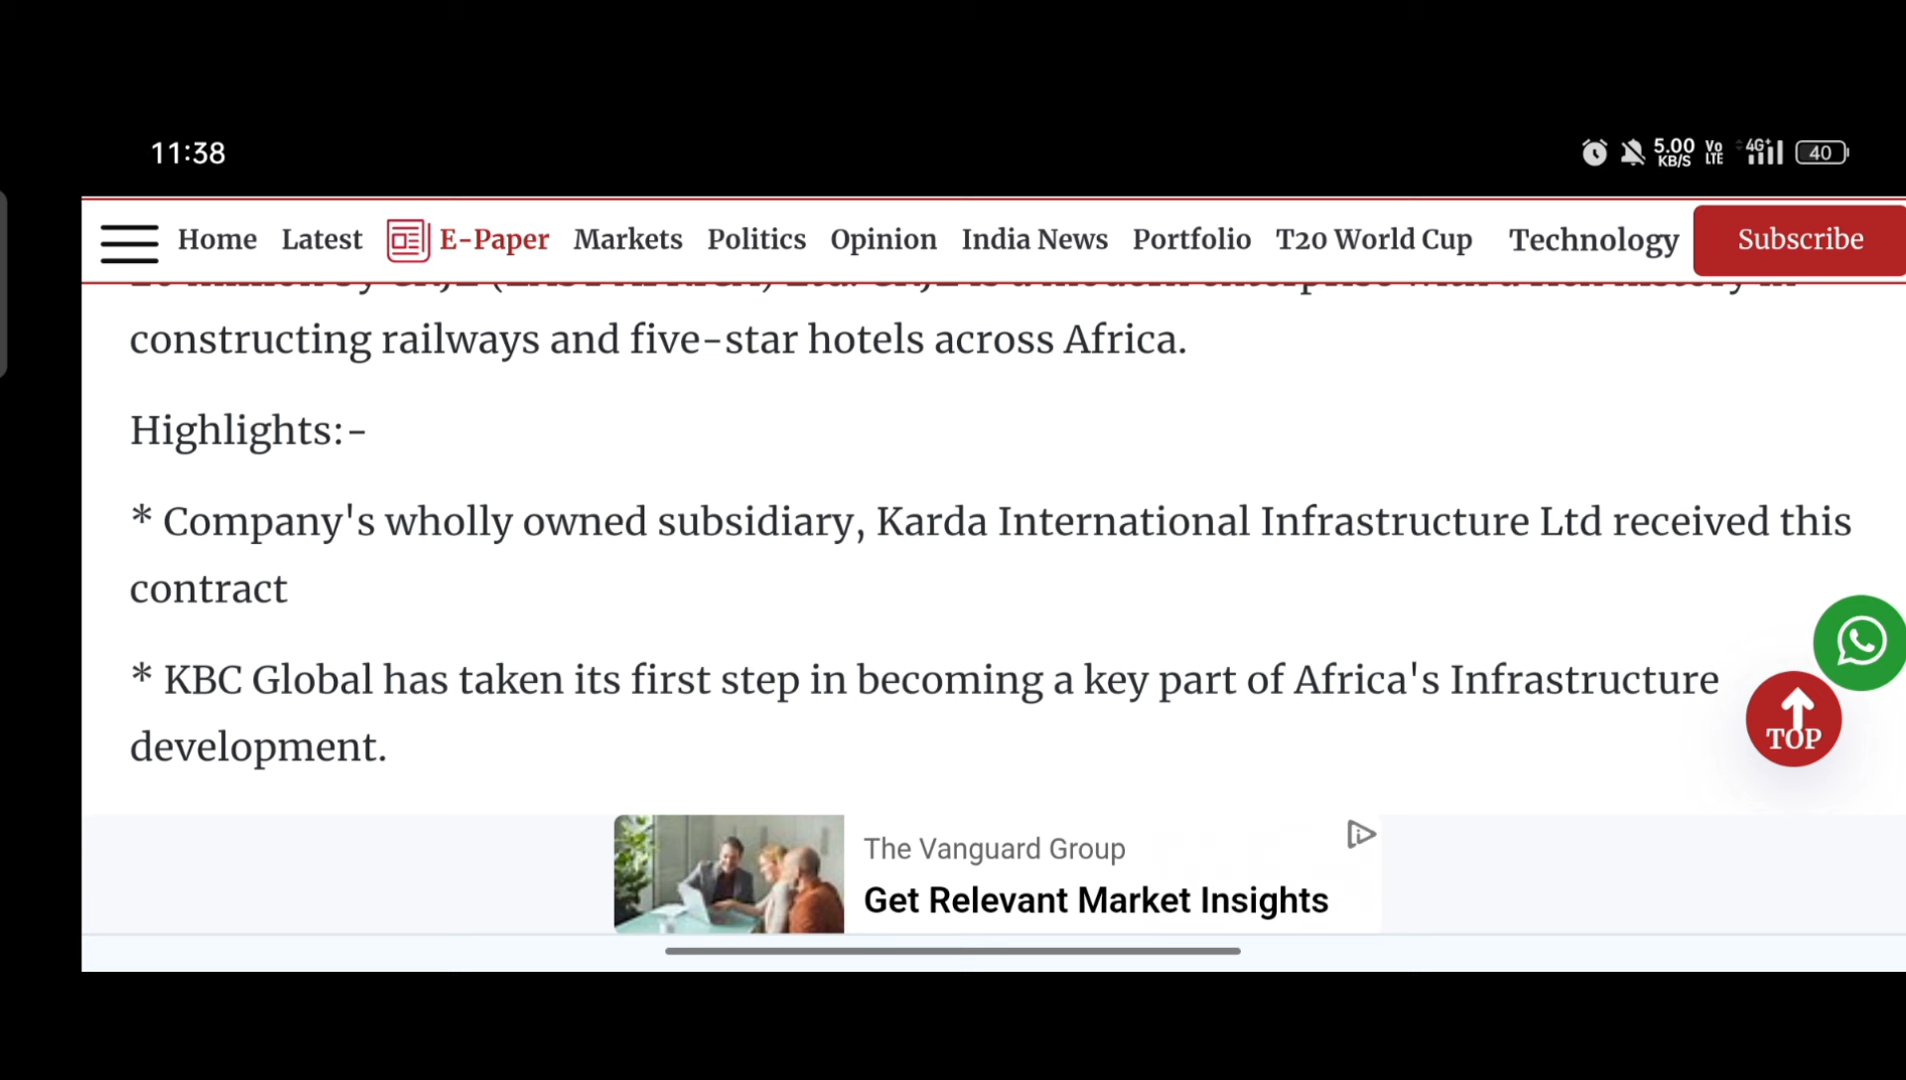 11:38
5.00 KB/S Vo LTE 4G+ 40
Home Latest E-Paper Markets Politics Opinion India News Portfolio T20 World Cup Technology Subscribe
constructing railways and five-star hotels across Africa.
Highlights:-
* Company's wholly owned subsidiary, Karda International Infrastructure Ltd received this
contract
* KBC Global has taken its first step in becoming a key part of Africa's Infrastructure
development.
TOP
The Vanguard Group
Get Relevant Market Insights